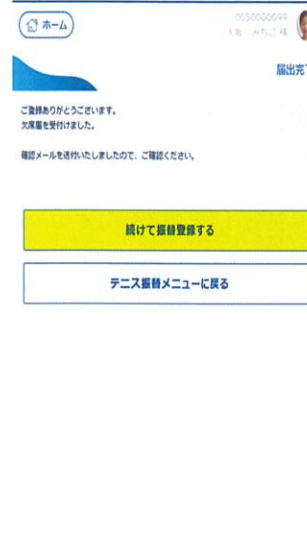 ホーム
届出完
ご登録ありがとうございます。
欠席届を受付けました。
確認メールを送付いたしましたので、ご確認ください。
続けて振替登録する
テニス振替メニューに戻る